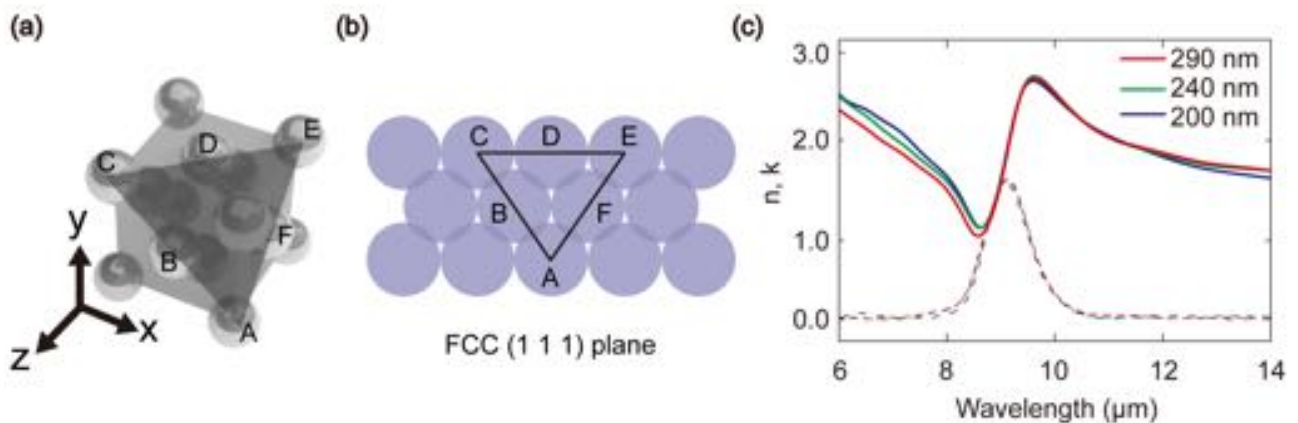 (a)
C
D
E
B
F
A
y
x
z
(b)
C
D
E
B
F
A
FCC (1 1 1) plane
(c)
n, k
3.0
2.0
1.0
0.0
290 nm
240 nm
200 nm
6
8
10
12
14
Wavelength (µm)